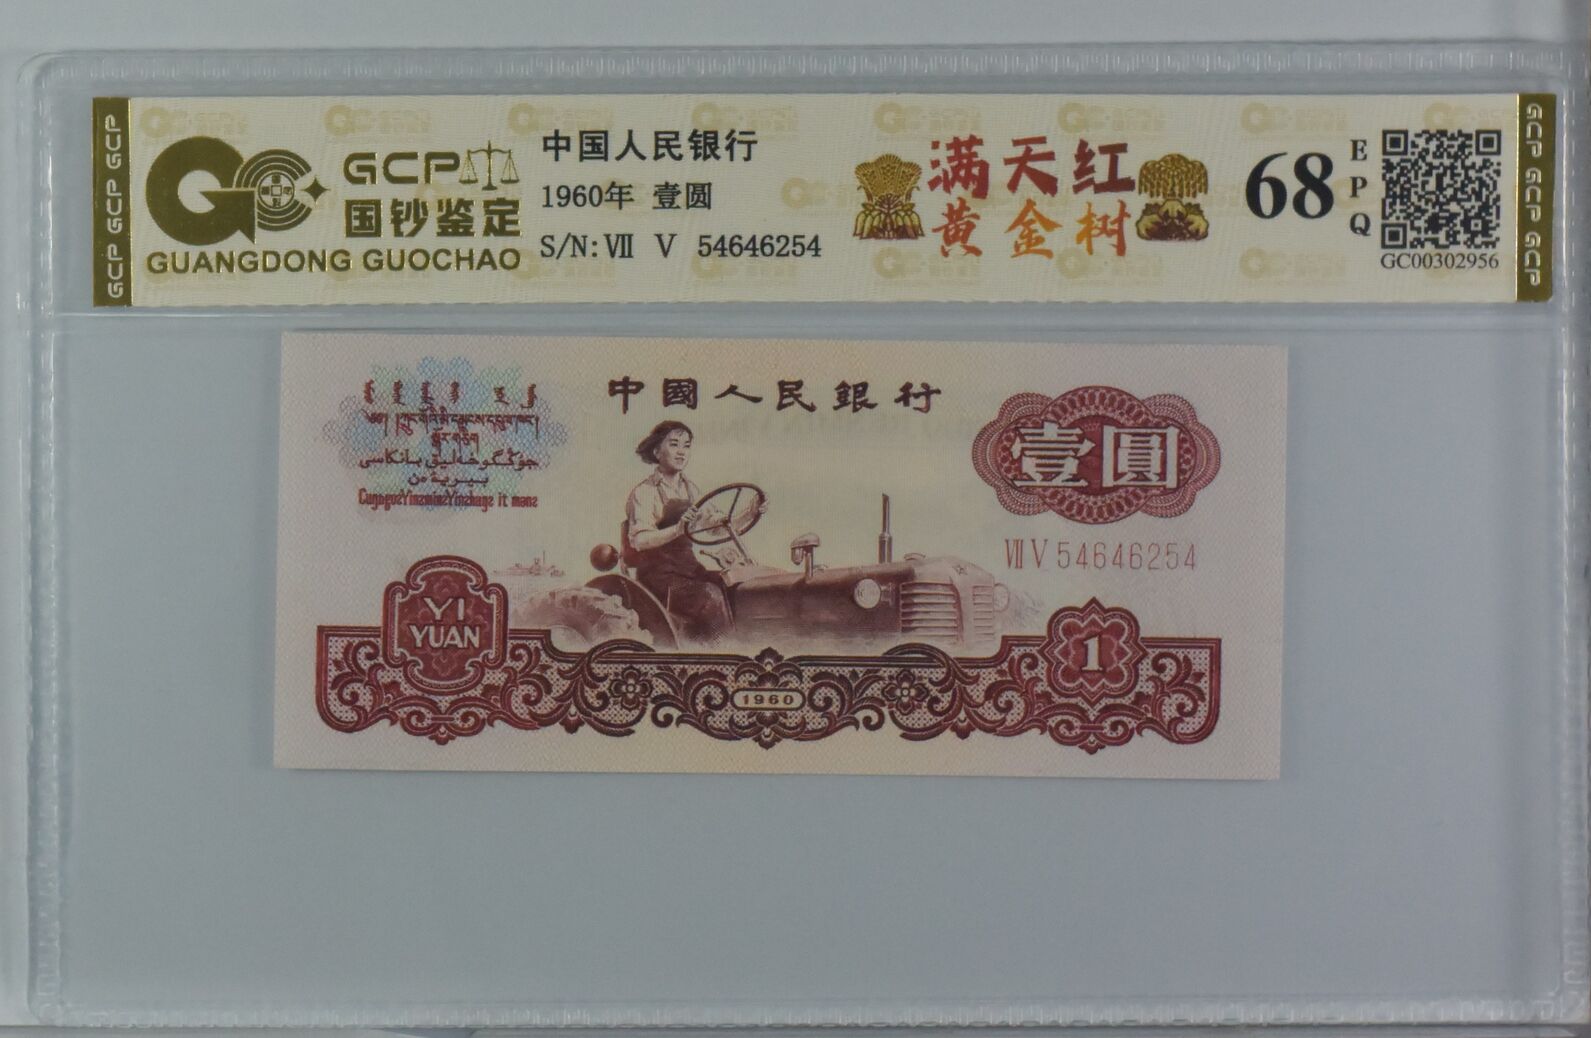 GCP GCP GCP
GCP
国钞鉴定
GUANGDONG GUOCHAO
中国人民银行
1960年 壹圆
S/N: Ⅶ V 54646254
满天红
黄金树
68
EPQ
GC00302956
GCP GCP GCP
中國人民銀行
壹圓
Ⅶ V 54646254
YI
YUAN
1960
1